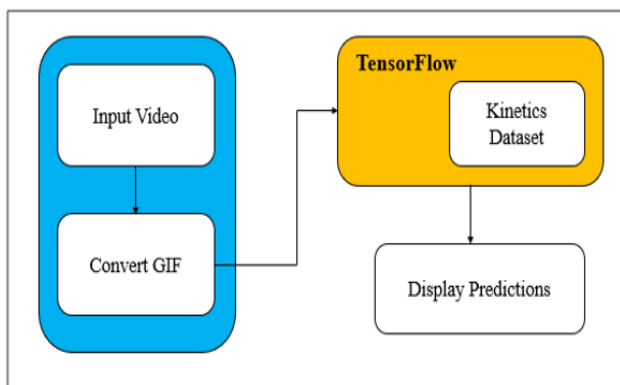 Input Video
Convert GIF
TensorFlow
Kinetics
Dataset
Display Predictions